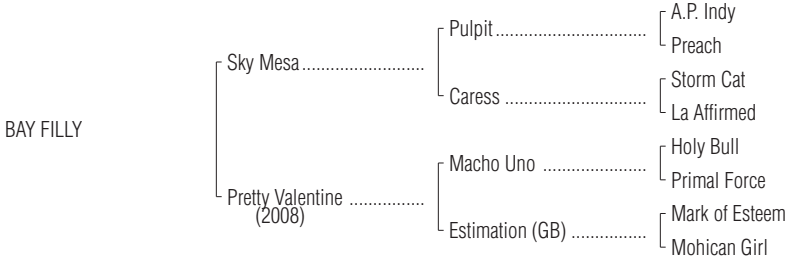 A.P. Indy
Pulpit..............................
Preach
Sky Mesa.........................
Storm Cat
Caress ............................
La Affirmed
BAY FILLY
Holy Bull
Macho Uno ....................
Primal Force
Pretty Valentine ...............
(2008)
Mark of Esteem
Estimation (GB) ...............
Mohican Girl